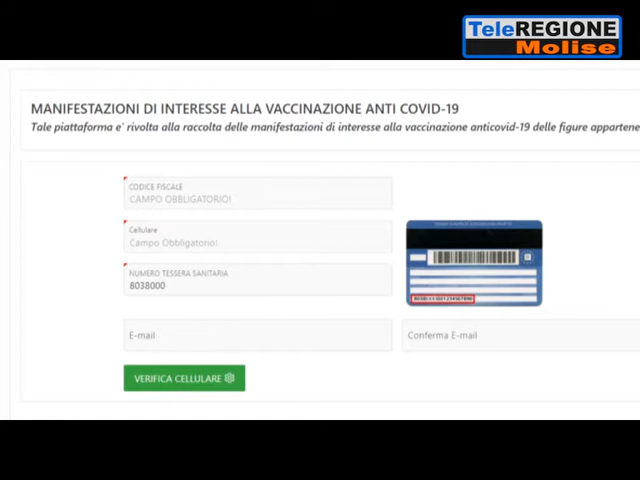 TeleREGIONE
Molise
MANIFESTAZIONI DI INTERESSE ALLA VACCINAZIONE ANTI COVID-19
Tale piattaforma e' rivolta alla raccolta delle manifestazioni di interesse alla vaccinazione anticovid-19 delle figure appartene
CODICE FISCALE
CAMPO OBBLIGATORIO!
Cellulare
Campo Obbligatorio!
NUMERO TESSERA SANITARIA
8038000
E-mail
Conferma E-mail
VERIFICA CELLULARE